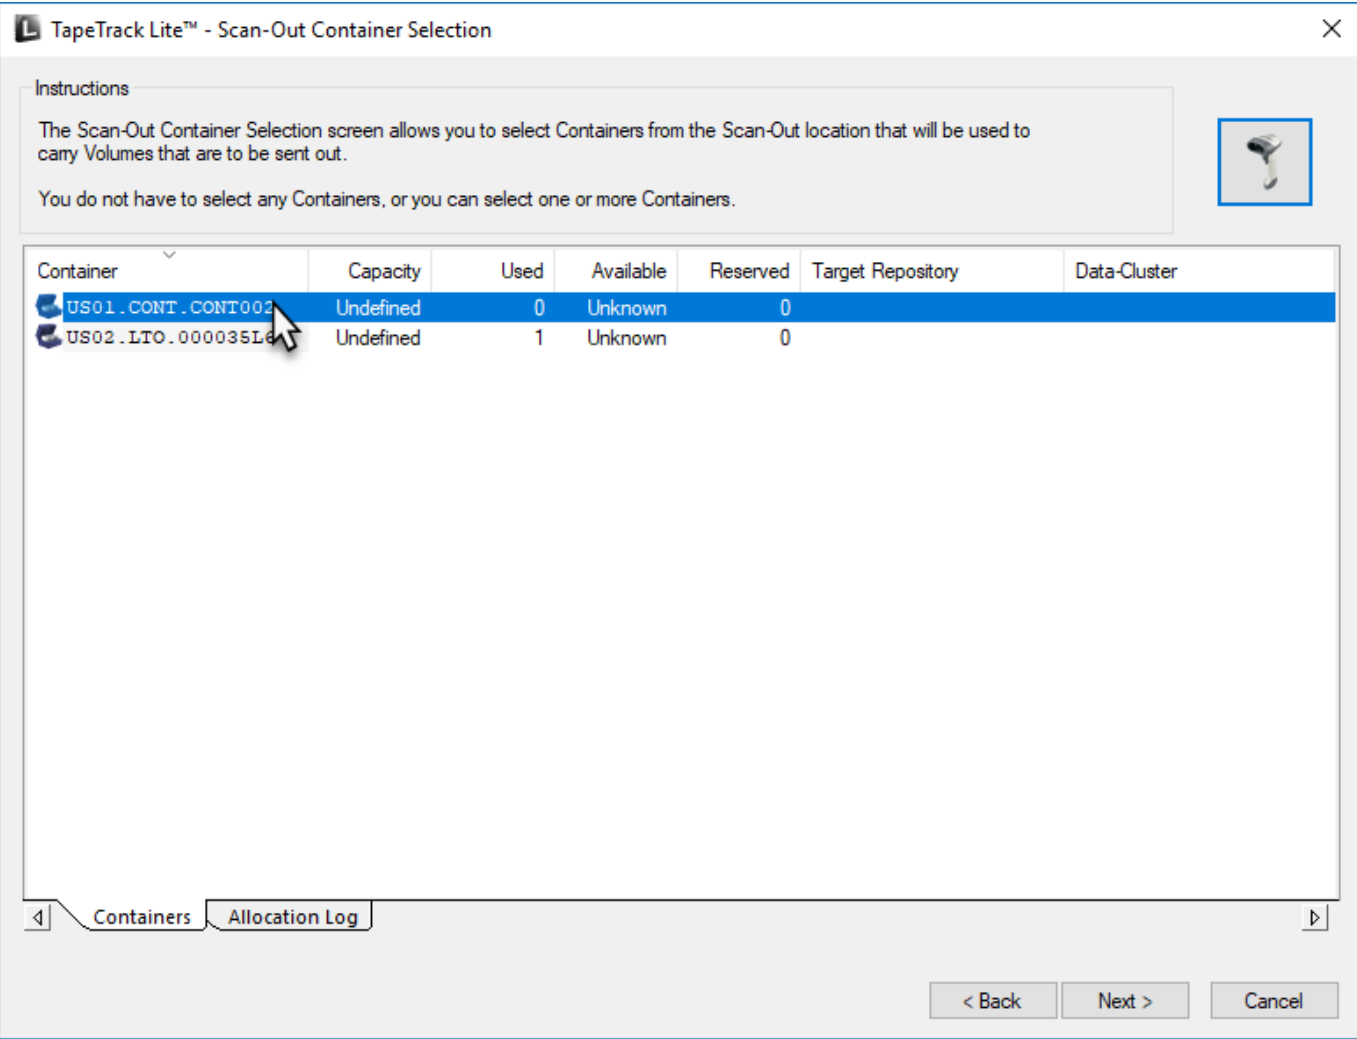 TapeTrack Lite™ - Scan-Out Container Selection
Instructions
The Scan-Out Container Selection screen allows you to select Containers from the Scan-Out location that will be used to
carry Volumes that are to be sent out.
You do not have to select any Containers, or you can select one or more Containers.
Container Capacity Used Available Reserved Target Repository Data-Cluster
US01.CONT.CONT002 Undefined 0 Unknown 0
US02.LTO.000035L6 Undefined 1 Unknown 0
Containers Allocation Log
< Back Next > Cancel